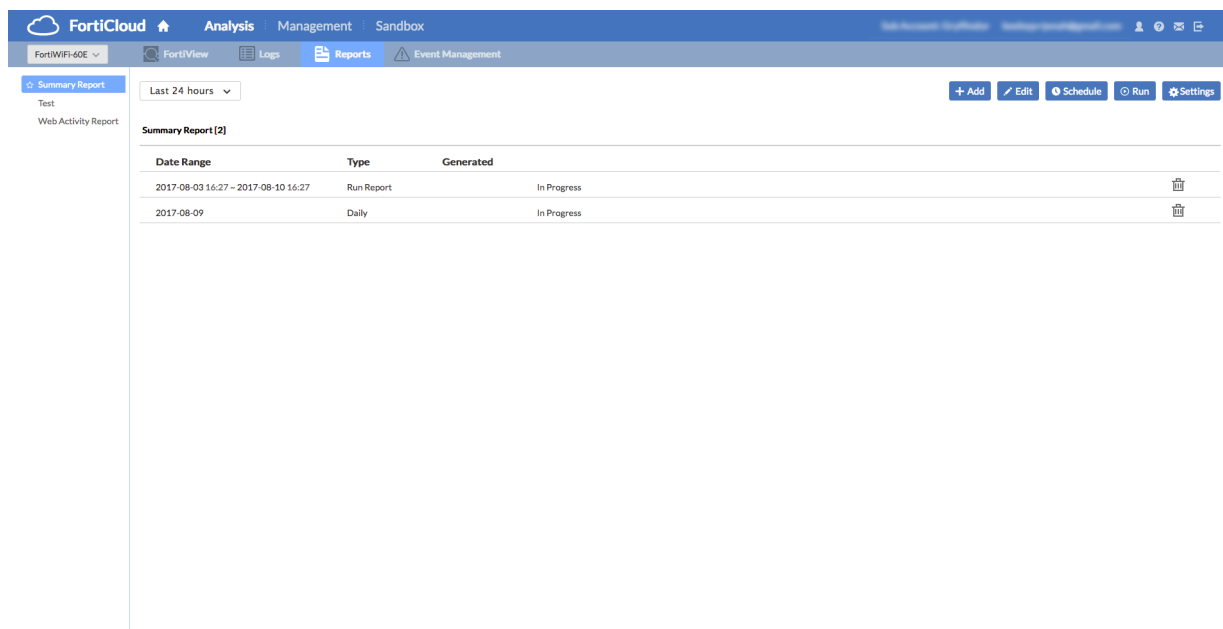 FortiCloud Analysis Management Sandbox
FortiWiFi-60E FortiView Logs Reports Event Management
Summary Report
Test
Web Activity Report
Last 24 hours + Add Edit Schedule Run Settings
Summary Report [2]
Date Range Type Generated
2017-08-03 16:27 ~ 2017-08-10 16:27 Run Report In Progress
2017-08-09 Daily In Progress